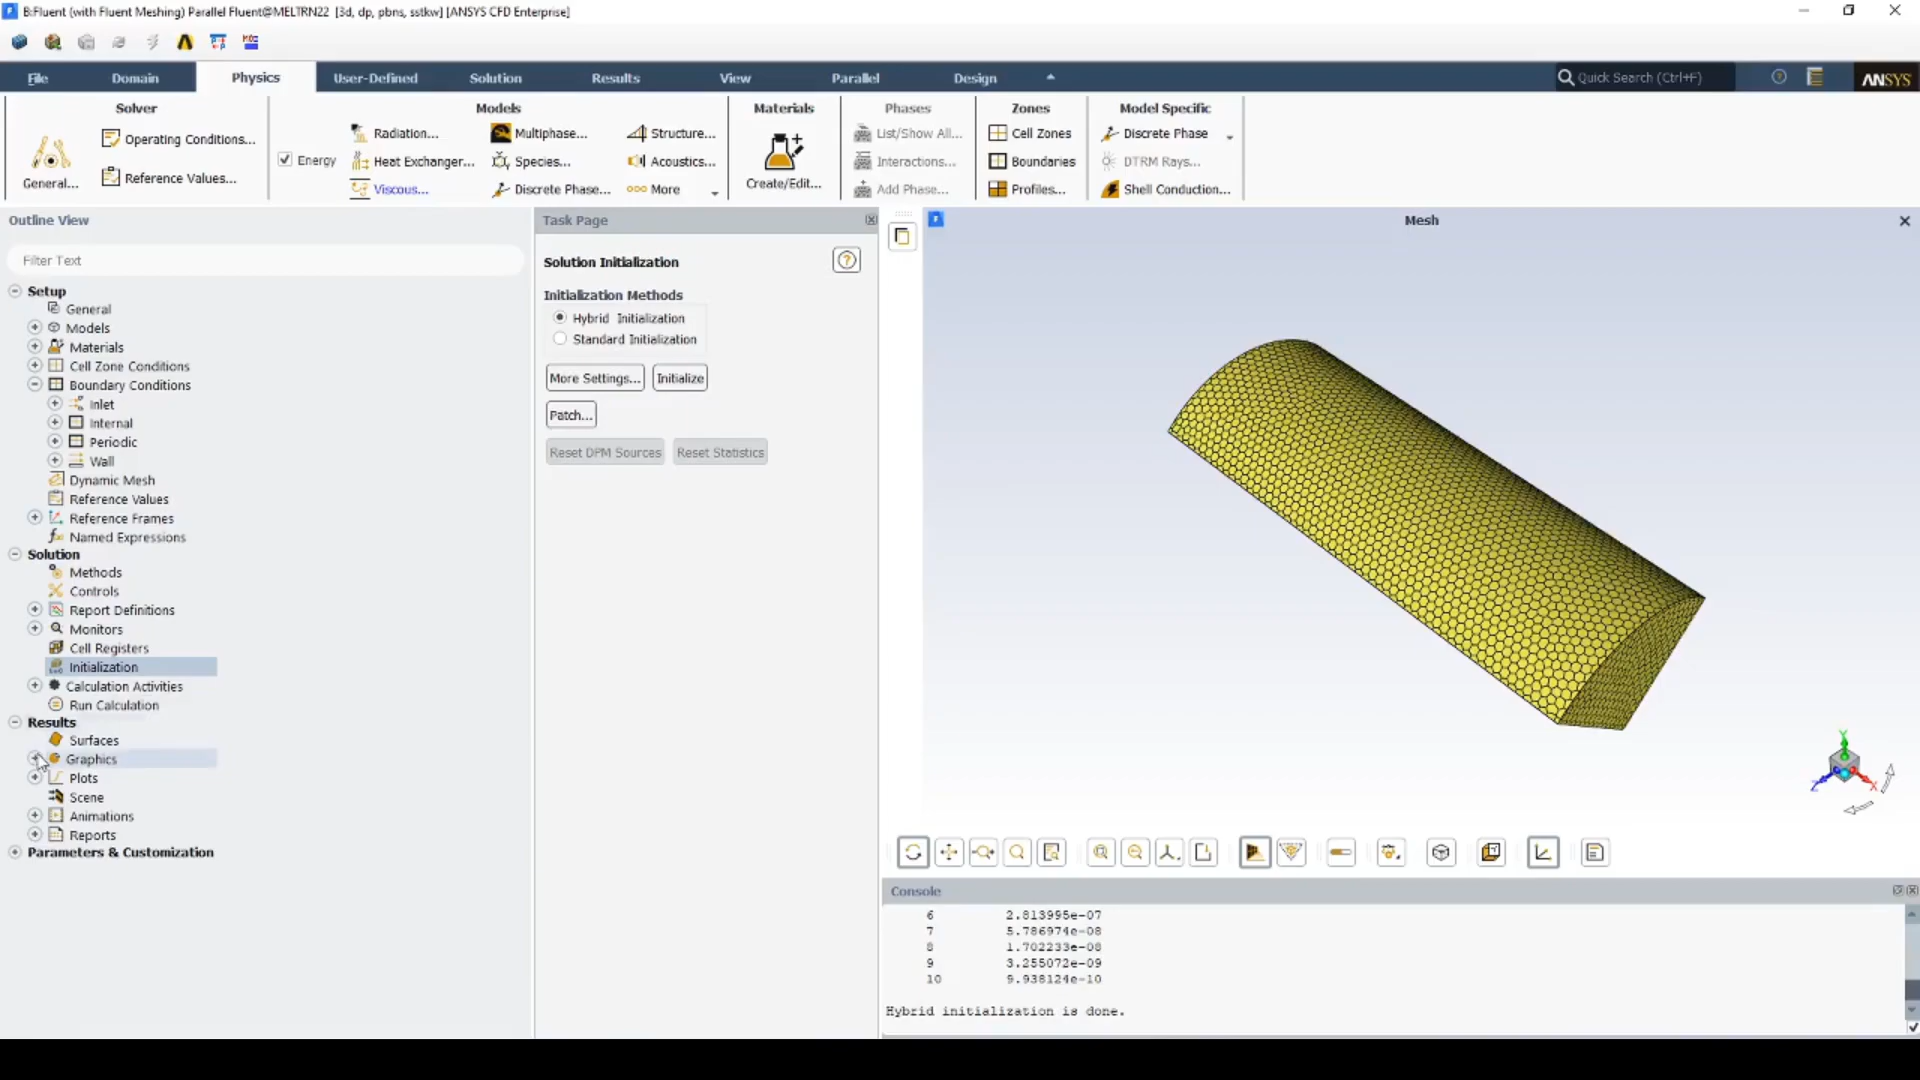 B:Fluent (with Fluent Meshing) Parallel Fluent@MELTRN22 [3d, dp, pbns, sstkw] [ANSYS CFD Enterprise]
File Domain Physics User-Defined Solution Results View Parallel Design Quick Search (Ctrl+F) ANSYS
Solver Models Materials Phases Zones Model Specific
Operating Conditions... Radiation... Multiphase... Structure... List/Show All... Cell Zones Discrete Phase
Energy Heat Exchanger... Species... Acoustics... Interactions... Boundaries DTRM Rays...
General... Reference Values... Viscous... Discrete Phase... More Create/Edit... Add Phase... Profiles... Shell Conduction...
Outline View
Filter Text
Setup
General
Models
Materials
Cell Zone Conditions
Boundary Conditions
Inlet
Internal
Periodic
Wall
Dynamic Mesh
Reference Values
Reference Frames
Named Expressions
Solution
Methods
Controls
Report Definitions
Monitors
Cell Registers
Initialization
Calculation Activities
Run Calculation
Results
Surfaces
Graphics
Plots
Scene
Animations
Reports
Parameters & Customization
Task Page
Solution Initialization
Initialization Methods
Hybrid Initialization
Standard Initialization
More Settings... Initialize
Patch...
Reset DPM Sources Reset Statistics
Mesh
Y
Z X
Console
6 2.813995e-07
7 5.786974e-08
8 1.702233e-08
9 3.255072e-09
10 9.938124e-10
Hybrid initialization is done.